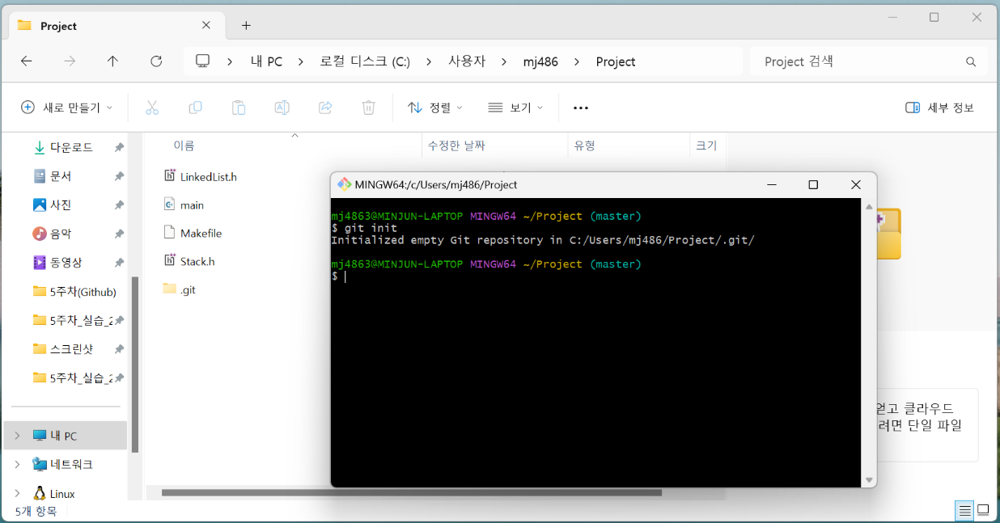 Project
내 PC > 로컬 디스크 (C:) > 사용자 > mj486 > Project
Project 검색
새로 만들기
정렬
보기
세부 정보
다운로드
문서
사진
음악
동영상
5주차(Github)
5주차_실습_2
스크린샷
5주차_실습_2
내 PC
네트워크
Linux
이름 수정한 날짜 유형 크기
LinkedList.h
main
Makefile
Stack.h
.git
MINGW64:/c/Users/mj486/Project
mj4863@MINJUN-LAPTOP MINGW64 ~/Project (master)
$ git init
Initialized empty Git repository in C:/Users/mj486/Project/.git/
mj4863@MINJUN-LAPTOP MINGW64 ~/Project (master)
$
얻고 클라우드
려면 단일 파일
5개 항목